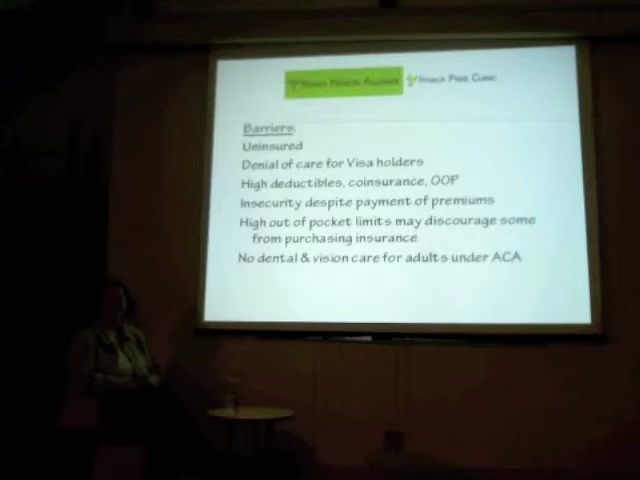 Ithaca Health Alliance Ithaca Free Clinic
Barriers:
Uninsured
Denial of care for Visa holders
High deductibles, coinsurance, OOP
Insecurity despite payment of premiums
High out of pocket limits may discourage some
from purchasing insurance
No dental & vision care for adults under ACA